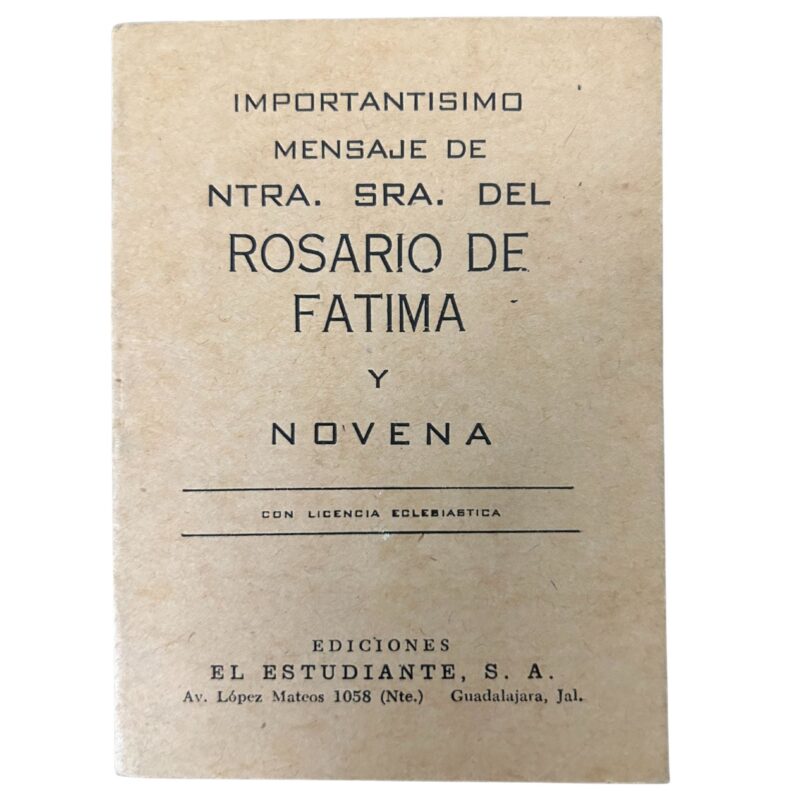 IMPORTANTISIMO
MENSAJE DE
NTRA. SRA. DEL
ROSARIO DE
FATIMA
Y
NOVENA
CON LICENCIA ECLESIASTICA
EDICIONES
EL ESTUDIANTE, S. A.
Av. López Mateos 1058 (Nte.) Guadalajara, Jal.